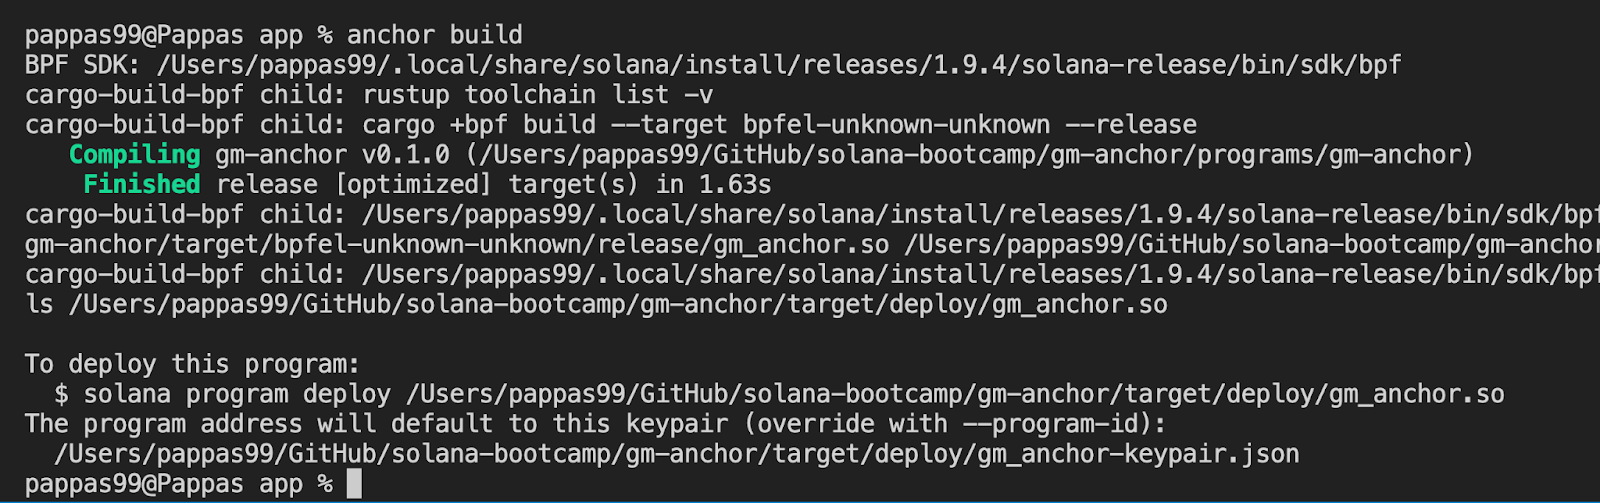 pappas99@Pappas app % anchor build
BPF SDK: /Users/pappas99/.local/share/solana/install/releases/1.9.4/solana-release/bin/sdk/bpf
cargo-build-bpf child: rustup toolchain list -v
cargo-build-bpf child: cargo +bpf build --target bpfel-unknown-unknown --release
   Compiling gm-anchor v0.1.0 (/Users/pappas99/GitHub/solana-bootcamp/gm-anchor/programs/gm-anchor)
    Finished release [optimized] target(s) in 1.63s
cargo-build-bpf child: /Users/pappas99/.local/share/solana/install/releases/1.9.4/solana-release/bin/sdk/bpf
gm-anchor/target/bpfel-unknown-unknown/release/gm_anchor.so /Users/pappas99/GitHub/solana-bootcamp/gm-anchor
cargo-build-bpf child: /Users/pappas99/.local/share/solana/install/releases/1.9.4/solana-release/bin/sdk/bpf
ls /Users/pappas99/GitHub/solana-bootcamp/gm-anchor/target/deploy/gm_anchor.so
To deploy this program:
  $ solana program deploy /Users/pappas99/GitHub/solana-bootcamp/gm-anchor/target/deploy/gm_anchor.so
The program address will default to this keypair (override with --program-id):
  /Users/pappas99/GitHub/solana-bootcamp/gm-anchor/target/deploy/gm_anchor-keypair.json
pappas99@Pappas app %